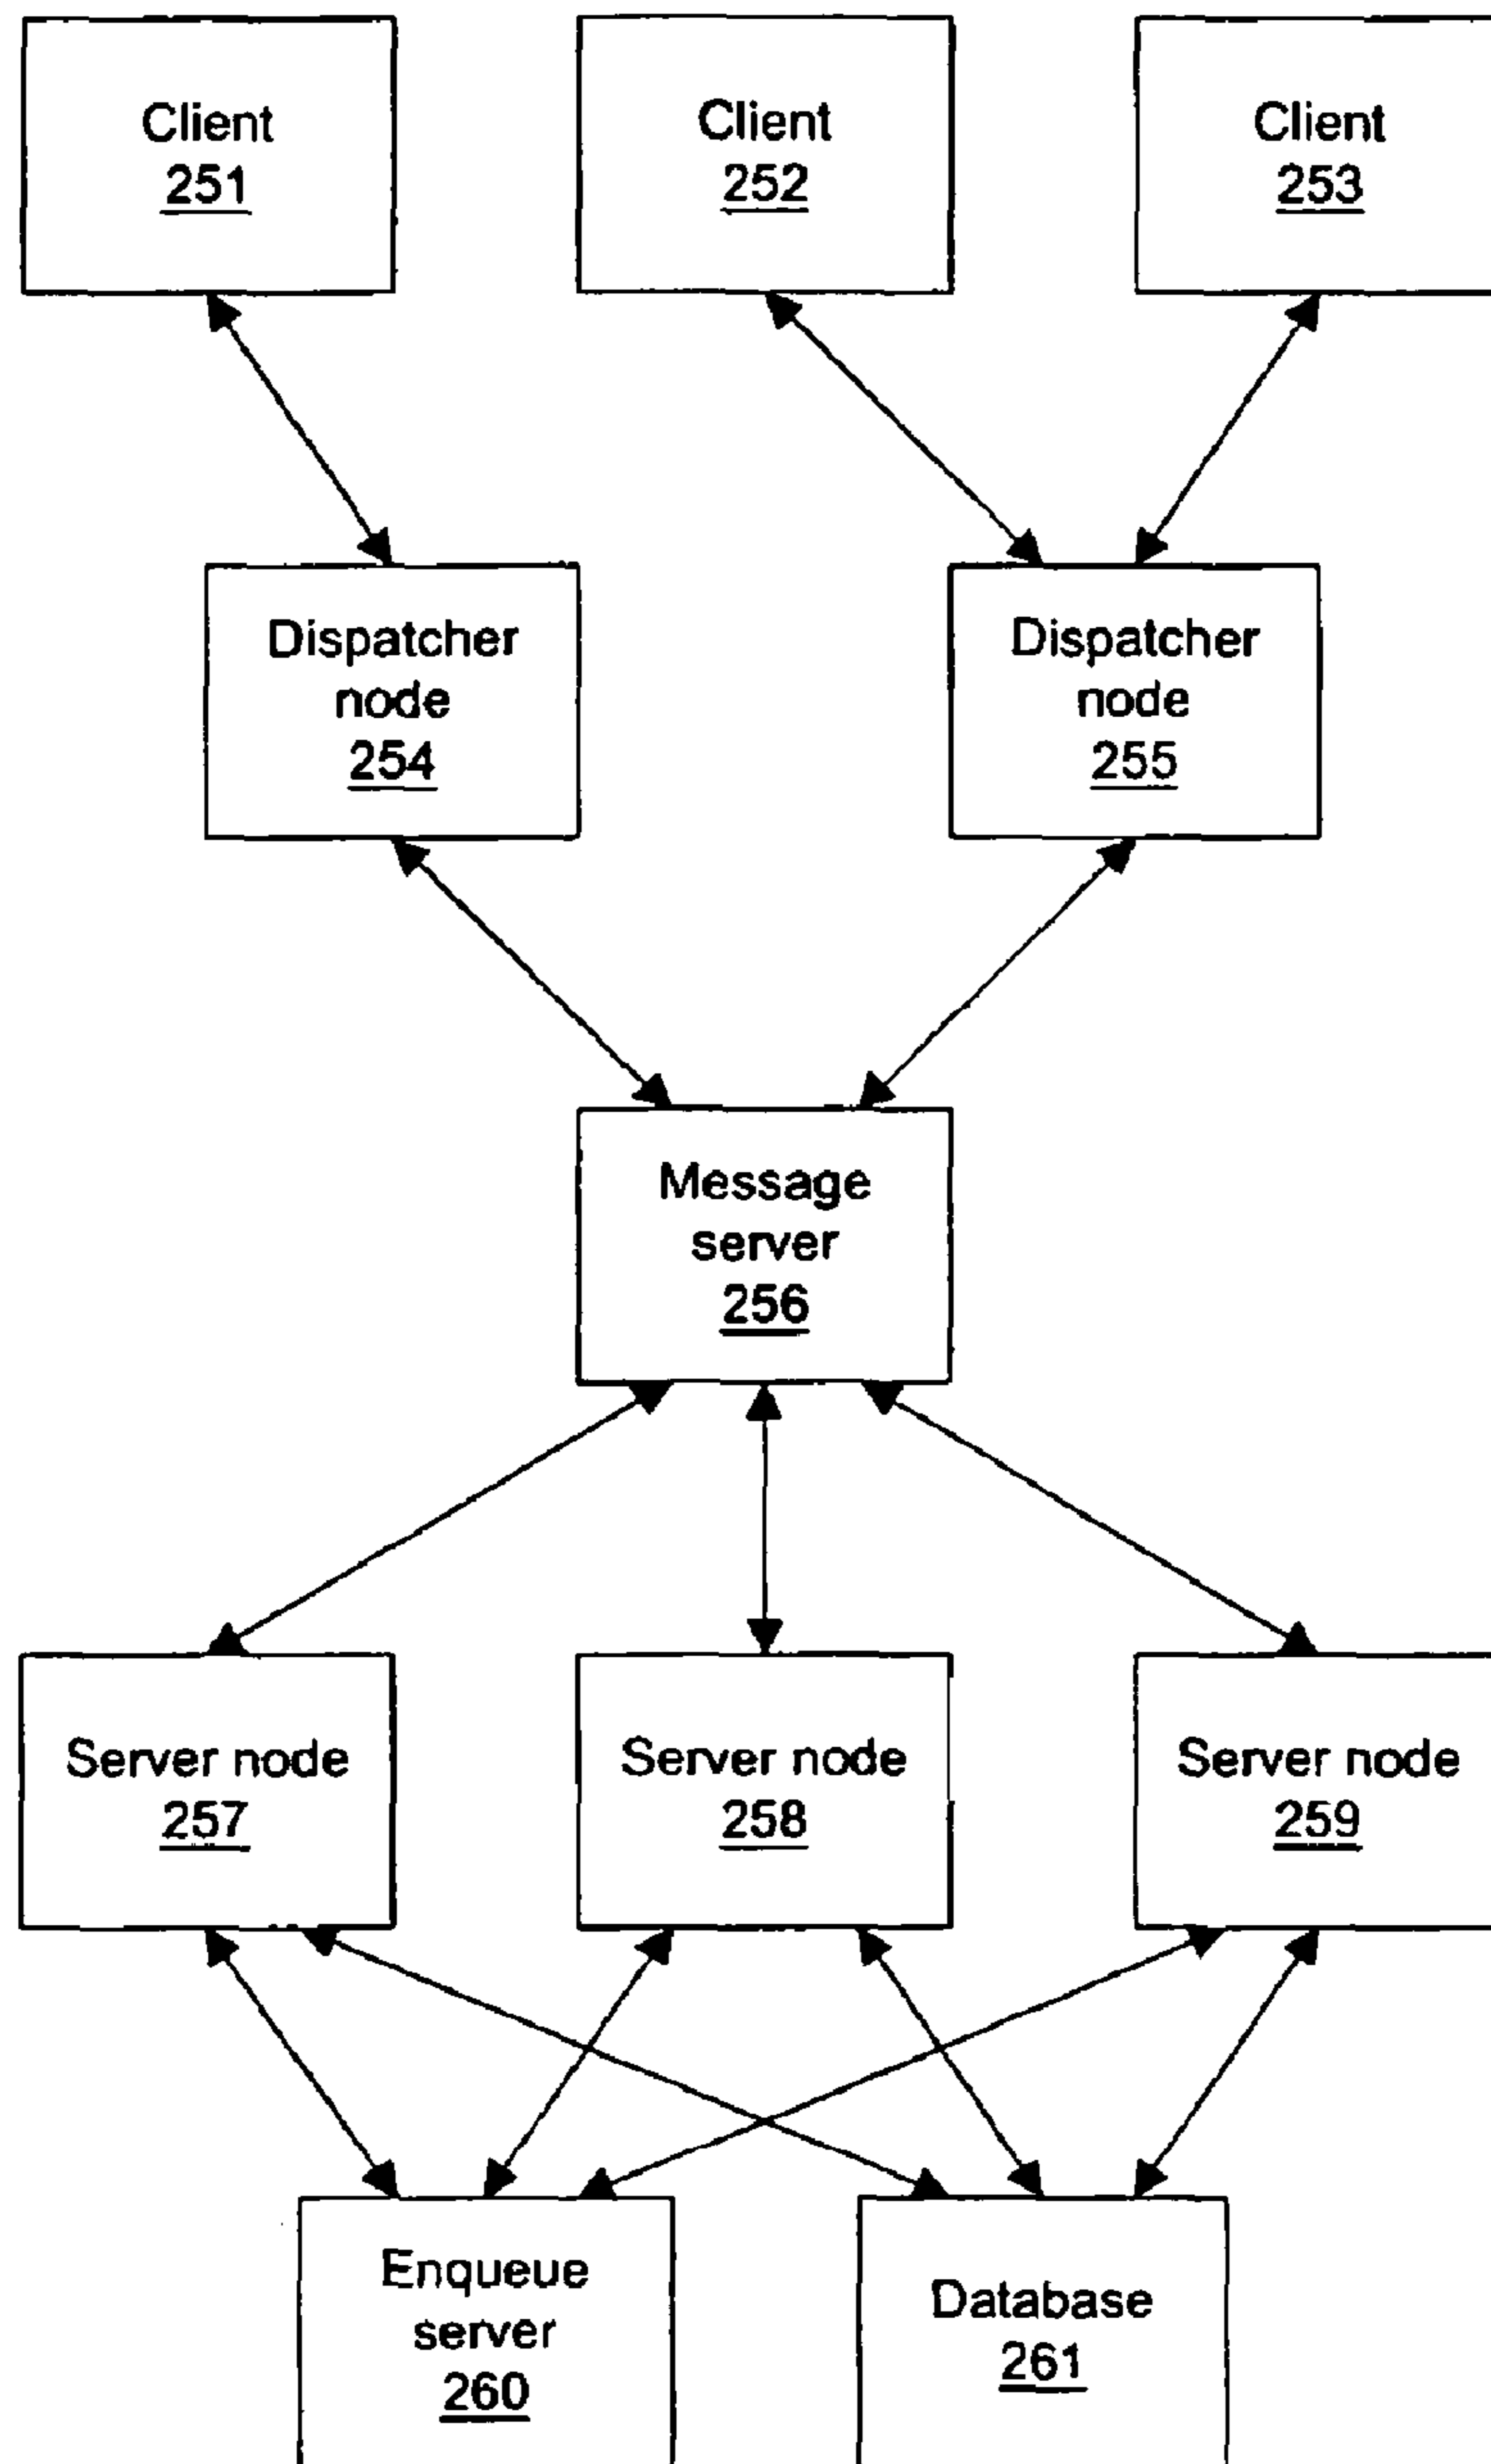 Client
251
Client
252
Client
253
Dispatcher
node
254
Dispatcher
node
255
Message
server
256
Server node
257
Server node
258
Server node
259
Enqueue
server
260
Database
261